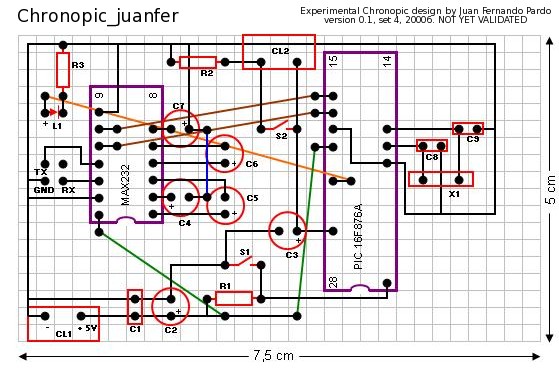 Chronopic_juanfer
Experimental Chronopic design by Juan Fernando Pardo
version 0.1, set 4, 20006. NOT YET VALIDATED
R3
R2
CL2
15
14
9
8
C7
+
+ L1
S2
C9
C8
C6
+
TX
GND RX
MAX232
X1
C5
+
+
C4
PIC 16F876A
C3
+
S1
28
1
R1
- + 5V
CL1
C1
C2
+
7,5 cm
5 cm